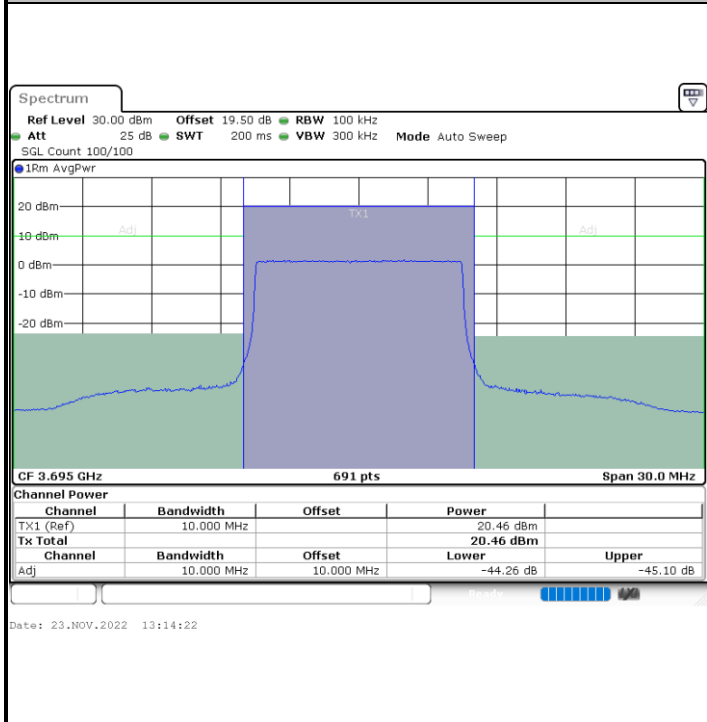 Spectrum
Ref Level 30.00 dBm Offset 19.50 dB RBW 100 kHz
Att 25 dB SWT 200 ms VBW 300 kHz Mode Auto Sweep
SGL Count 100/100
1Rm AvgPwr
20 dBm
TX1
10 dBm
Adj
Adj
0 dBm
-10 dBm
-20 dBm
CF 3.695 GHz 691 pts Span 30.0 MHz
Channel Power
Channel Bandwidth Offset Power
TX1 (Ref) 10.000 MHz 20.46 dBm
Tx Total 20.46 dBm
Channel Bandwidth Offset Lower Upper
Adj 10.000 MHz 10.000 MHz -44.26 dB -45.10 dB
Ready
Date: 23.NOV.2022 13:14:22